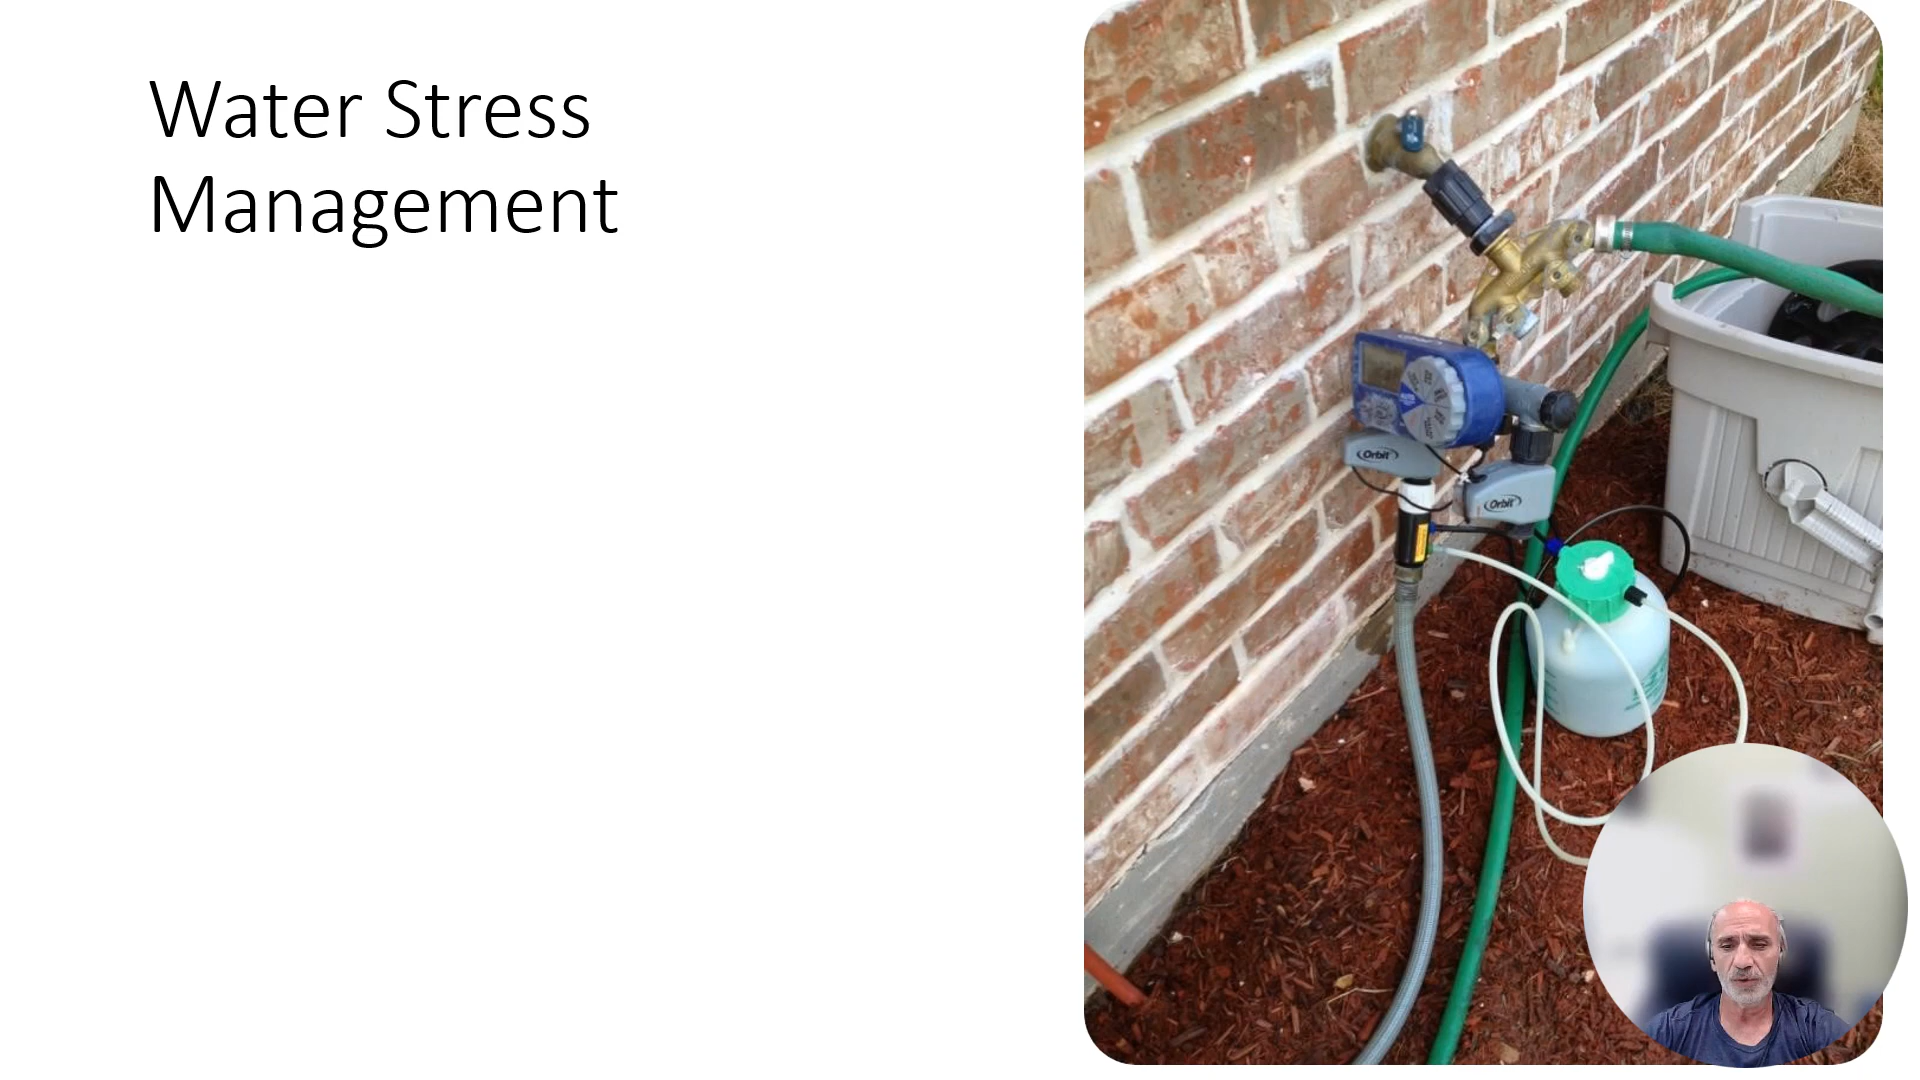 Water Stress
Management
Orbit
Orbit